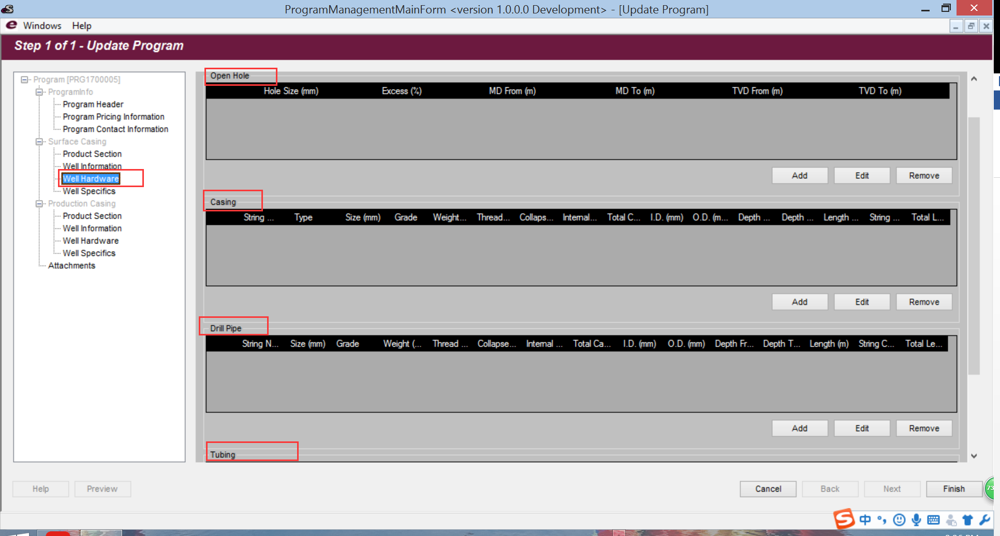 ProgramManagementMainForm <version 1.0.0.0 Development> - [Update Program]
Windows Help
Step 1 of 1 - Update Program
Program [PRG1700005]
ProgramInfo
Program Header
Program Pricing Information
Program Contact Information
Surface Casing
Product Section
Well Information
Well Hardware
Well Specifics
Production Casing
Product Section
Well Information
Well Hardware
Well Specifics
Attachments
Open Hole
Hole Size (mm) Excess (%) MD From (m) MD To (m) TVD From (m) TVD To (m)
Add Edit Remove
Casing
String ... Type Size (mm) Grade Weight... Thread... Collaps... Internal... Total C... I.D. (mm) O.D. (m... Depth ... Depth ... Length ... String ... Total L...
Add Edit Remove
Drill Pipe
String N... Size (mm) Grade Weight (... Thread ... Collapse... Internal ... Total Ca... I.D. (mm) O.D. (mm) Depth Fr... Depth T... Length (m) String C... Total Le...
Add Edit Remove
Tubing
Help Preview Cancel Back Next Finish
73
中